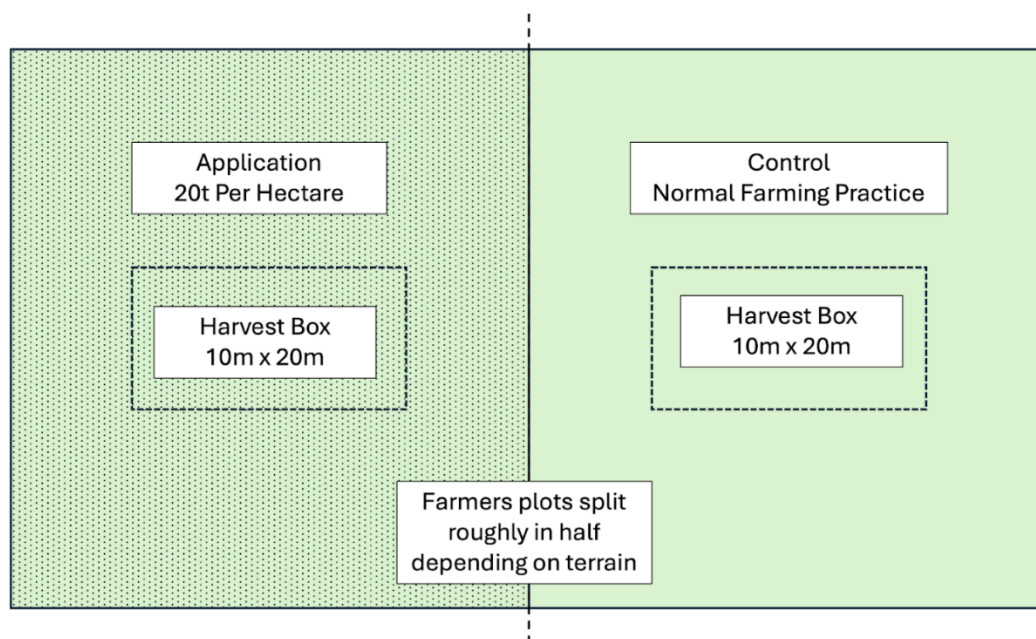 Application
20t Per Hectare
Control
Normal Farming Practice
Harvest Box
10m x 20m
Harvest Box
10m x 20m
Farmers plots split
roughly in half
depending on terrain